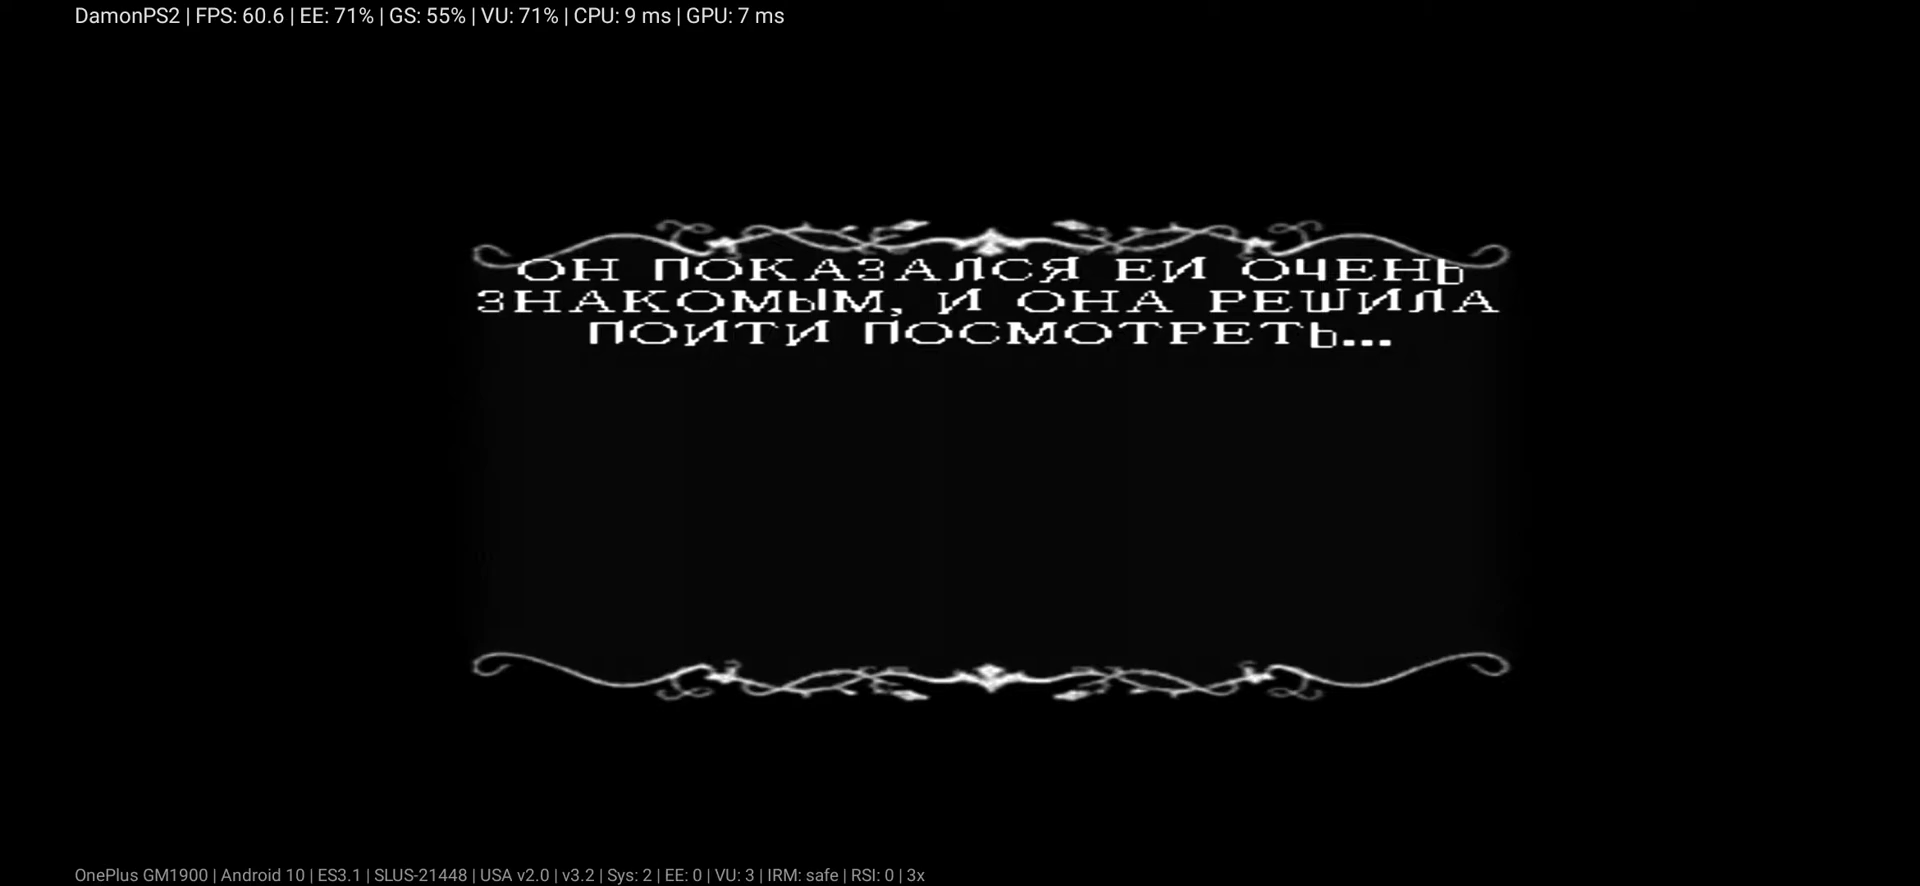 DamonPS2 | FPS: 60.6 | EE: 71% | GS: 55% | VU: 71% | CPU: 9 ms | GPU: 7 ms
ОН ПОКАЗАЛСЯ ЕИ ОЧЕНЬ
ЗНАКОМЫМ, И ОНА РЕШИЛА
ПОИТИ ПОСМОТРЕТЬ...
OnePlus GM1900 | Android 10 | ES3.1 | SLUS-21448 | USA v2.0 | v3.2 | Sys: 2 | EE: 0 | VU: 3 | IRM: safe | RSI: 0 | 3x